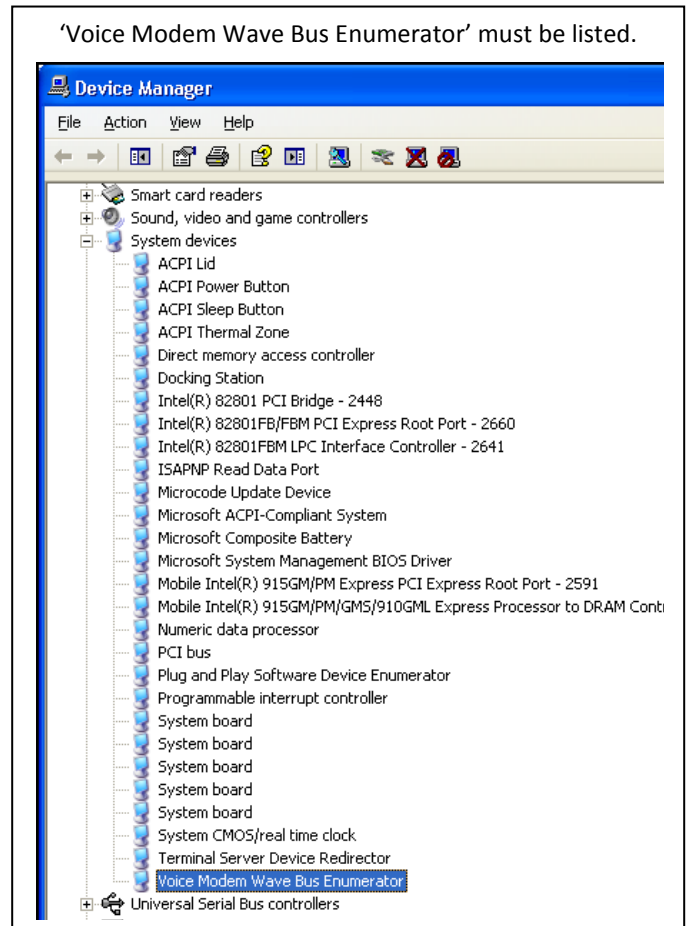 ‘Voice Modem Wave Bus Enumerator’ must be listed.
Device Manager
File Action View Help
Smart card readers
Sound, video and game controllers
System devices
ACPI Lid
ACPI Power Button
ACPI Sleep Button
ACPI Thermal Zone
Direct memory access controller
Docking Station
Intel(R) 82801 PCI Bridge - 2448
Intel(R) 82801FB/FBM PCI Express Root Port - 2660
Intel(R) 82801FBM LPC Interface Controller - 2641
ISAPNP Read Data Port
Microcode Update Device
Microsoft ACPI-Compliant System
Microsoft Composite Battery
Microsoft System Management BIOS Driver
Mobile Intel(R) 915GM/PM Express PCI Express Root Port - 2591
Mobile Intel(R) 915GM/PM/GMS/910GML Express Processor to DRAM Cont
Numeric data processor
PCI bus
Plug and Play Software Device Enumerator
Programmable interrupt controller
System board
System board
System board
System board
System board
System CMOS/real time clock
Terminal Server Device Redirector
Voice Modem Wave Bus Enumerator
Universal Serial Bus controllers